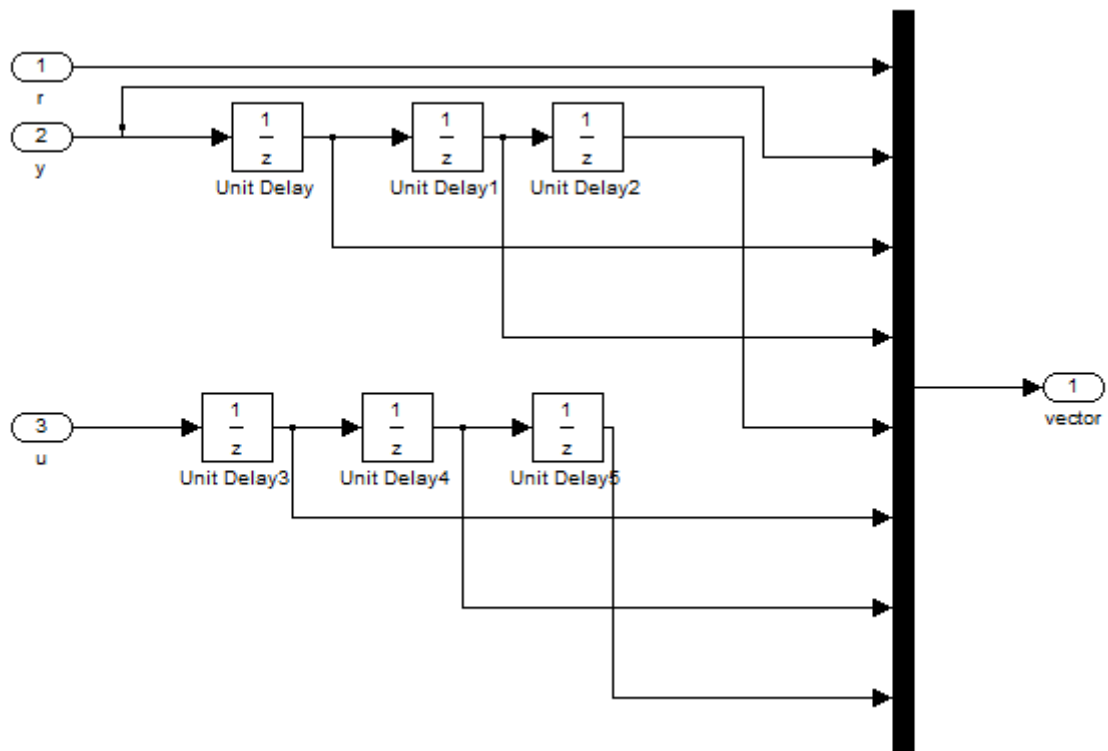 1
r
2
y
1
z
Unit Delay
1
z
Unit Delay1
1
z
Unit Delay2
3
u
1
z
Unit Delay3
1
z
Unit Delay4
1
z
Unit Delay5
1
vector